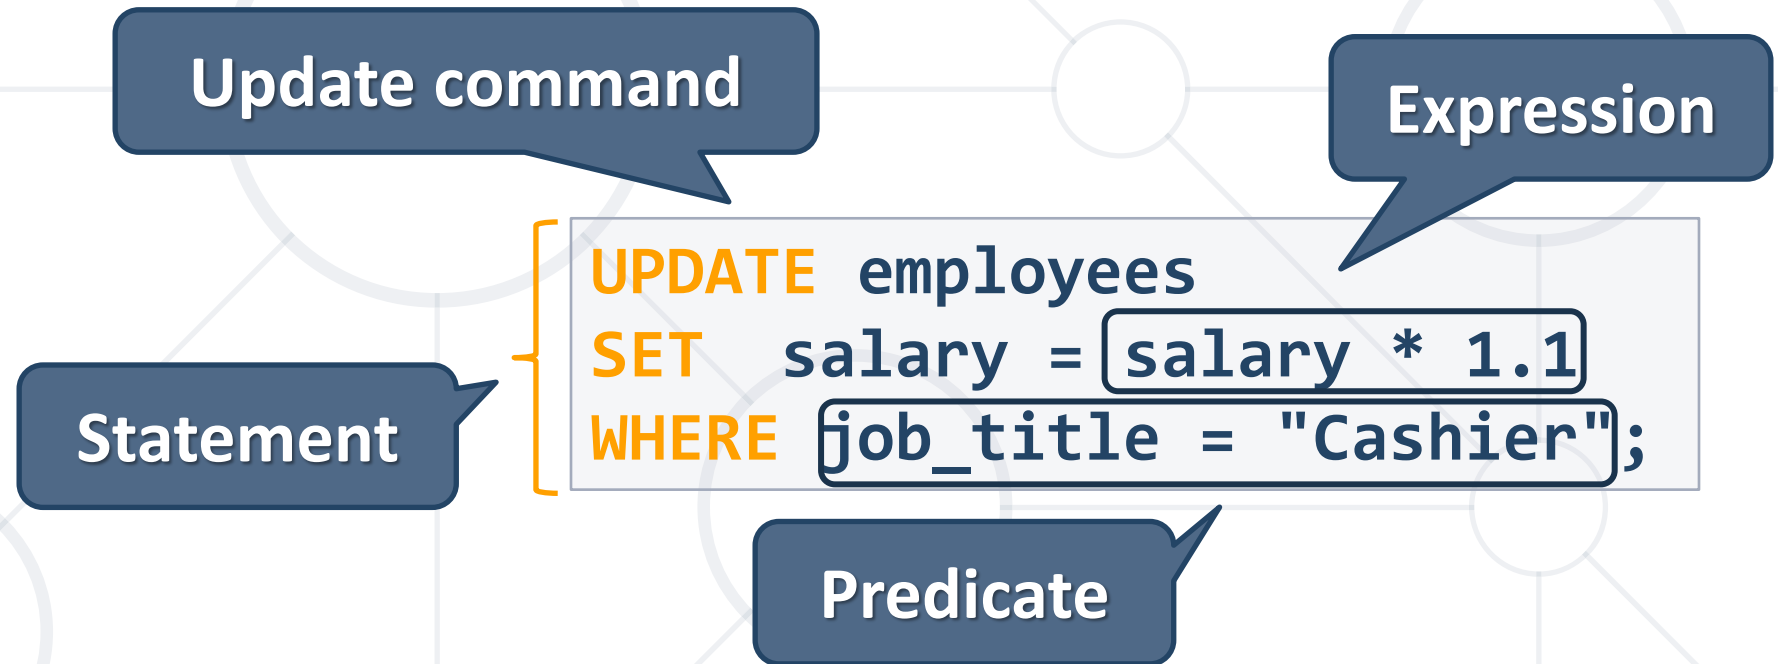 Update command
Expression
UPDATE employees
SET salary = salary * 1.1
WHERE job_title = "Cashier";
Statement
Predicate